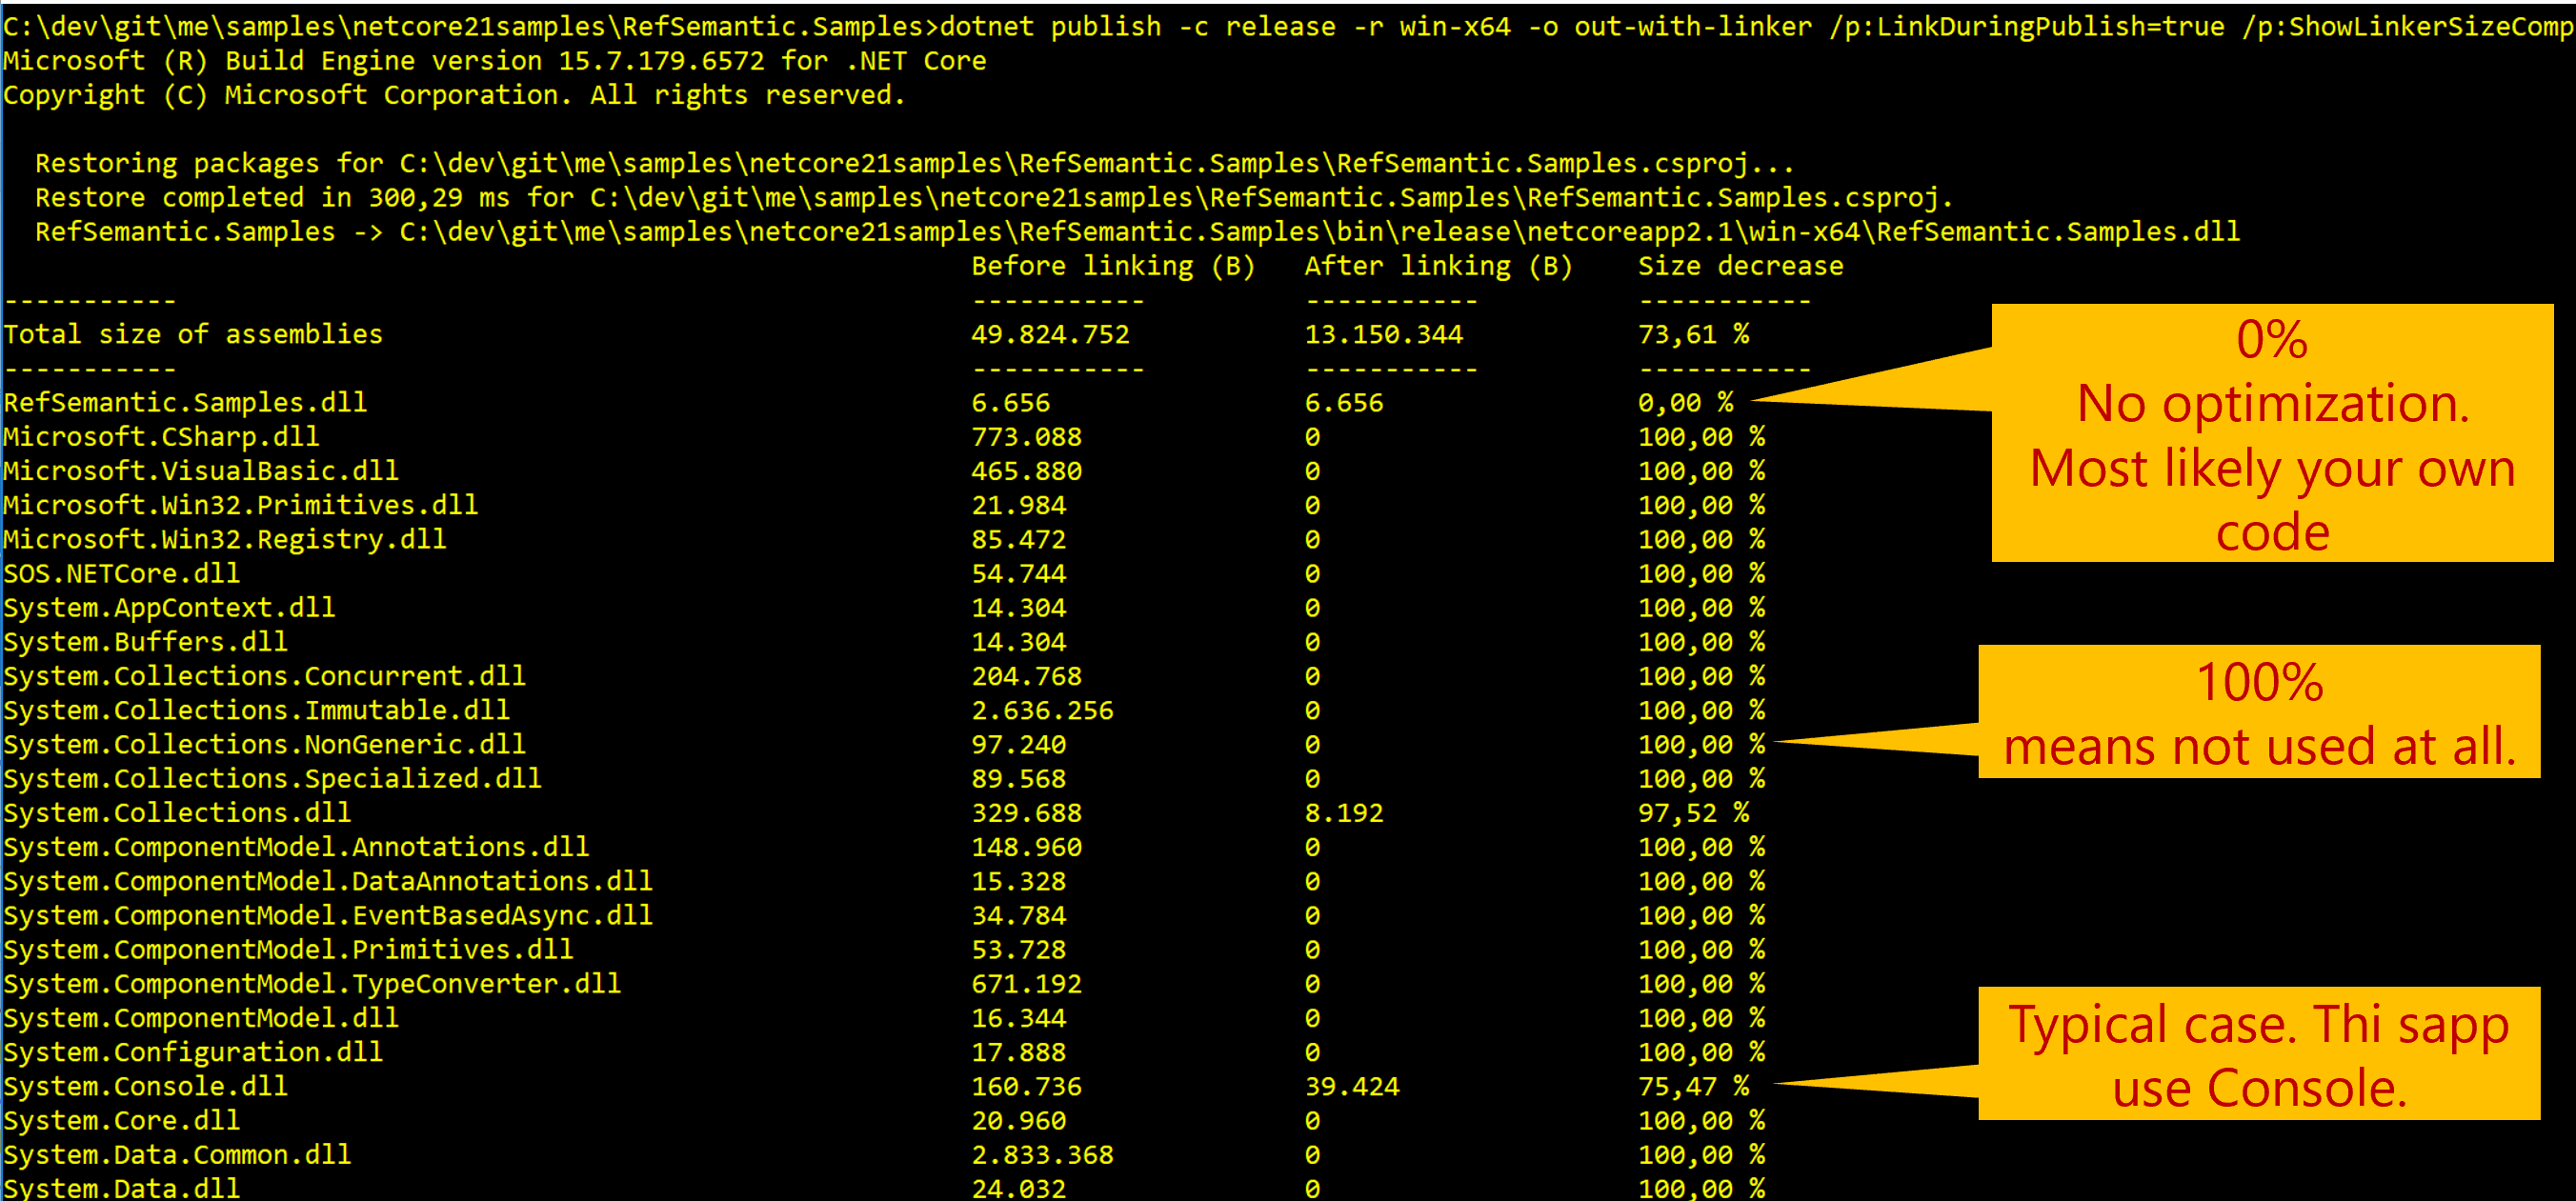 C:\dev\git\me\samples\netcore21samples\RefSemantic.Samples>dotnet publish -c release -r win-x64 -o out-with-linker /p:LinkDuringPublish=true /p:ShowLinkerSizeComp
Microsoft (R) Build Engine version 15.7.179.6572 for .NET Core
Copyright (C) Microsoft Corporation. All rights reserved.
Restoring packages for C:\dev\git\me\samples\netcore21samples\RefSemantic.Samples\RefSemantic.Samples.csproj...
Restore completed in 300,29 ms for C:\dev\git\me\samples\netcore21samples\RefSemantic.Samples\RefSemantic.Samples.csproj.
RefSemantic.Samples -> C:\dev\git\me\samples\netcore21samples\RefSemantic.Samples\bin\release\netcoreapp2.1\win-x64\RefSemantic.Samples.dll
Before linking (B) After linking (B) Size decrease
----------- ----------- ----------- -----------
Total size of assemblies 49.824.752 13.150.344 73,61 %
----------- ----------- ----------- -----------
RefSemantic.Samples.dll 6.656 6.656 0,00 %
Microsoft.CSharp.dll 773.088 0 100,00 %
Microsoft.VisualBasic.dll 465.880 0 100,00 %
Microsoft.Win32.Primitives.dll 21.984 0 100,00 %
Microsoft.Win32.Registry.dll 85.472 0 100,00 %
SOS.NETCore.dll 54.744 0 100,00 %
System.AppContext.dll 14.304 0 100,00 %
System.Buffers.dll 14.304 0 100,00 %
System.Collections.Concurrent.dll 204.768 0 100,00 %
System.Collections.Immutable.dll 2.636.256 0 100,00 %
System.Collections.NonGeneric.dll 97.240 0 100,00 %
System.Collections.Specialized.dll 89.568 0 100,00 %
System.Collections.dll 329.688 8.192 97,52 %
System.ComponentModel.Annotations.dll 148.960 0 100,00 %
System.ComponentModel.DataAnnotations.dll 15.328 0 100,00 %
System.ComponentModel.EventBasedAsync.dll 34.784 0 100,00 %
System.ComponentModel.Primitives.dll 53.728 0 100,00 %
System.ComponentModel.TypeConverter.dll 671.192 0 100,00 %
System.ComponentModel.dll 16.344 0 100,00 %
System.Configuration.dll 17.888 0 100,00 %
System.Console.dll 160.736 39.424 75,47 %
System.Core.dll 20.960 0 100,00 %
System.Data.Common.dll 2.833.368 0 100,00 %
System.Data.dll 24.032 0 100,00 %
0%
No optimization.
Most likely your own
code
100%
means not used at all.
Typical case. Thi sapp
use Console.